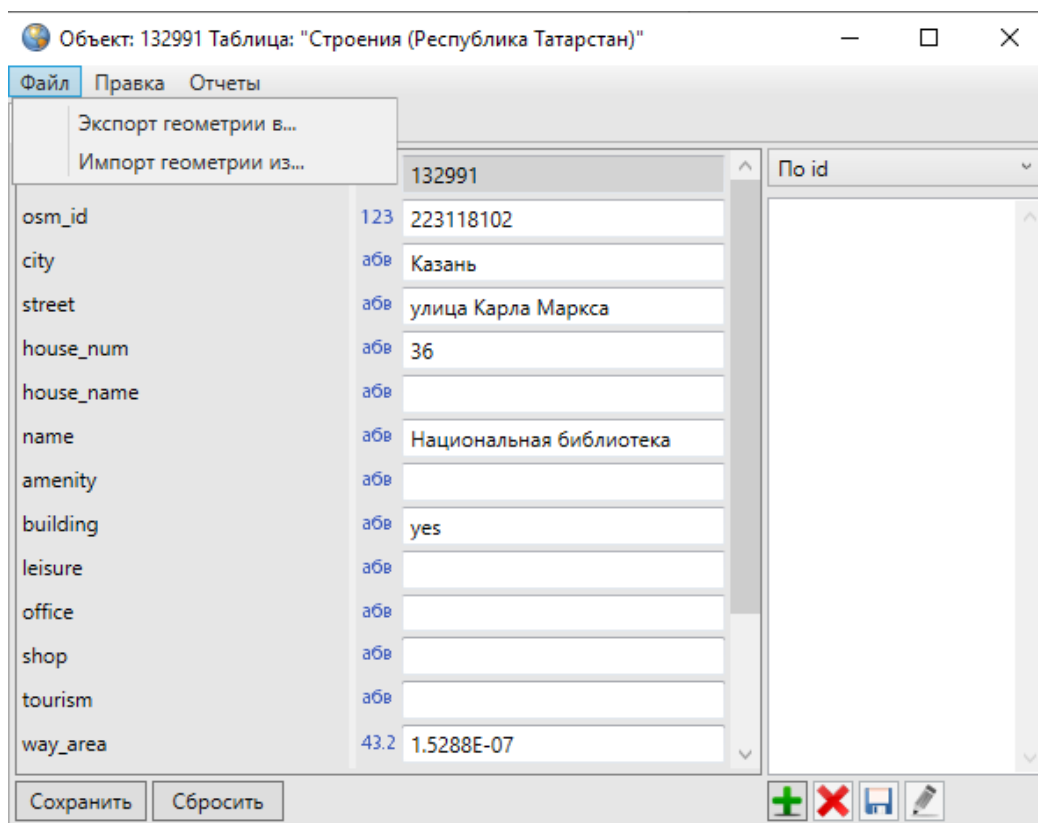 Объект: 132991 Таблица: "Строения (Республика Татарстан)"
Файл Правка Отчеты
Экспорт геометрии в...
Импорт геометрии из...
132991
По id
osm_id 123 223118102
city абв Казань
street абв улица Карла Маркса
house_num абв 36
house_name абв
name абв Национальная библиотека
amenity абв
building абв yes
leisure абв
office абв
shop абв
tourism абв
way_area 43.2 1.5288E-07
Сохранить Сбросить